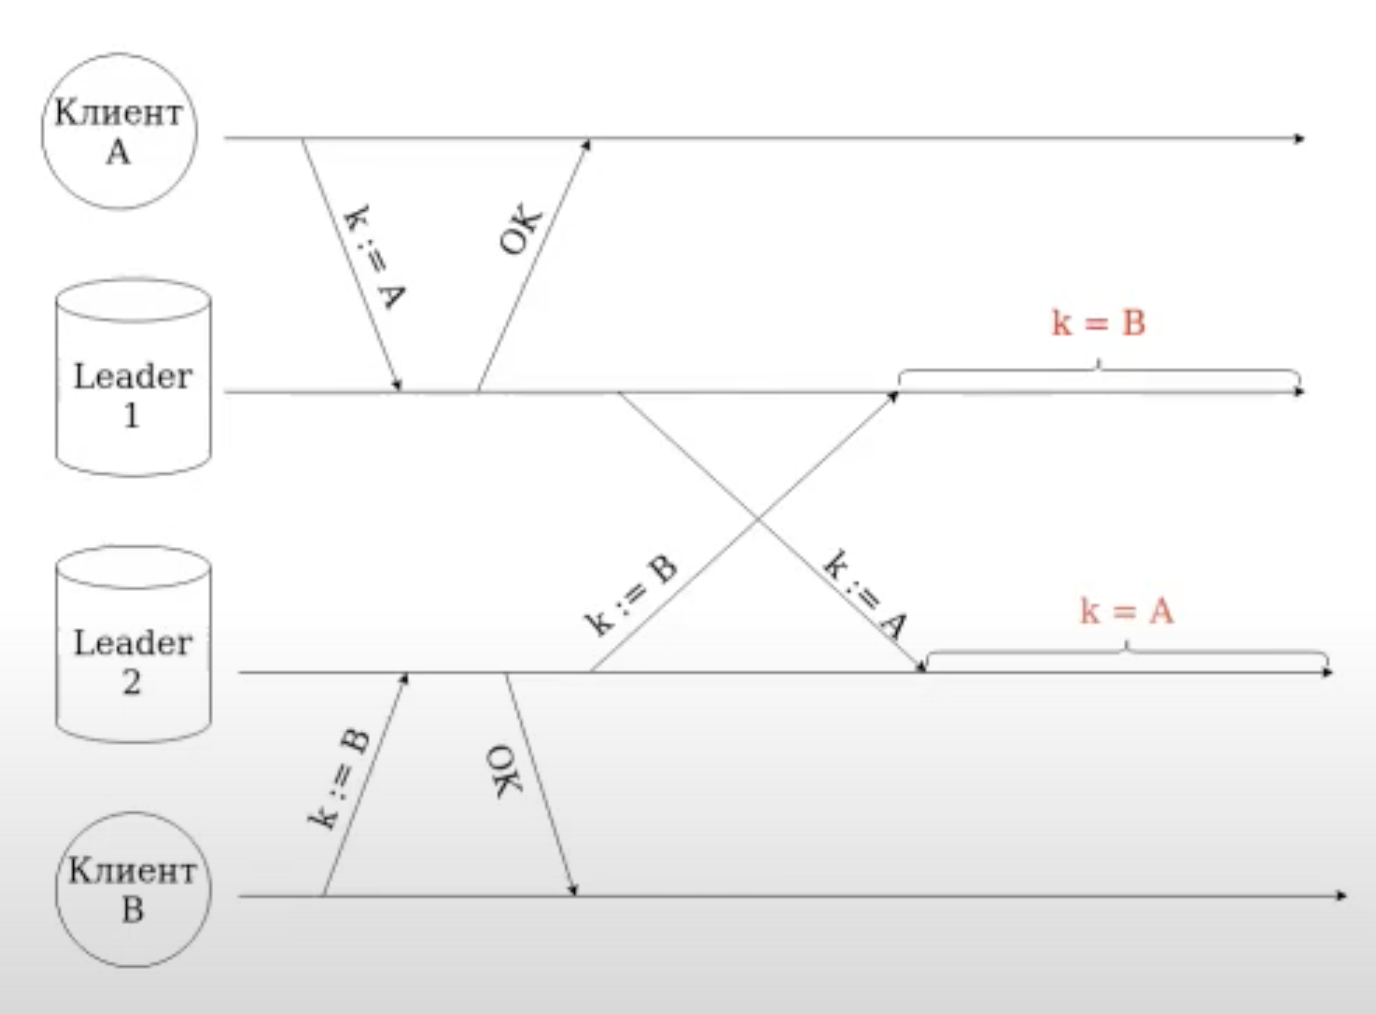 Клиент
A
k := A
OK
Leader
1
k = B
k := B
k := A
k = A
Leader
2
k := B
OK
Клиент
B